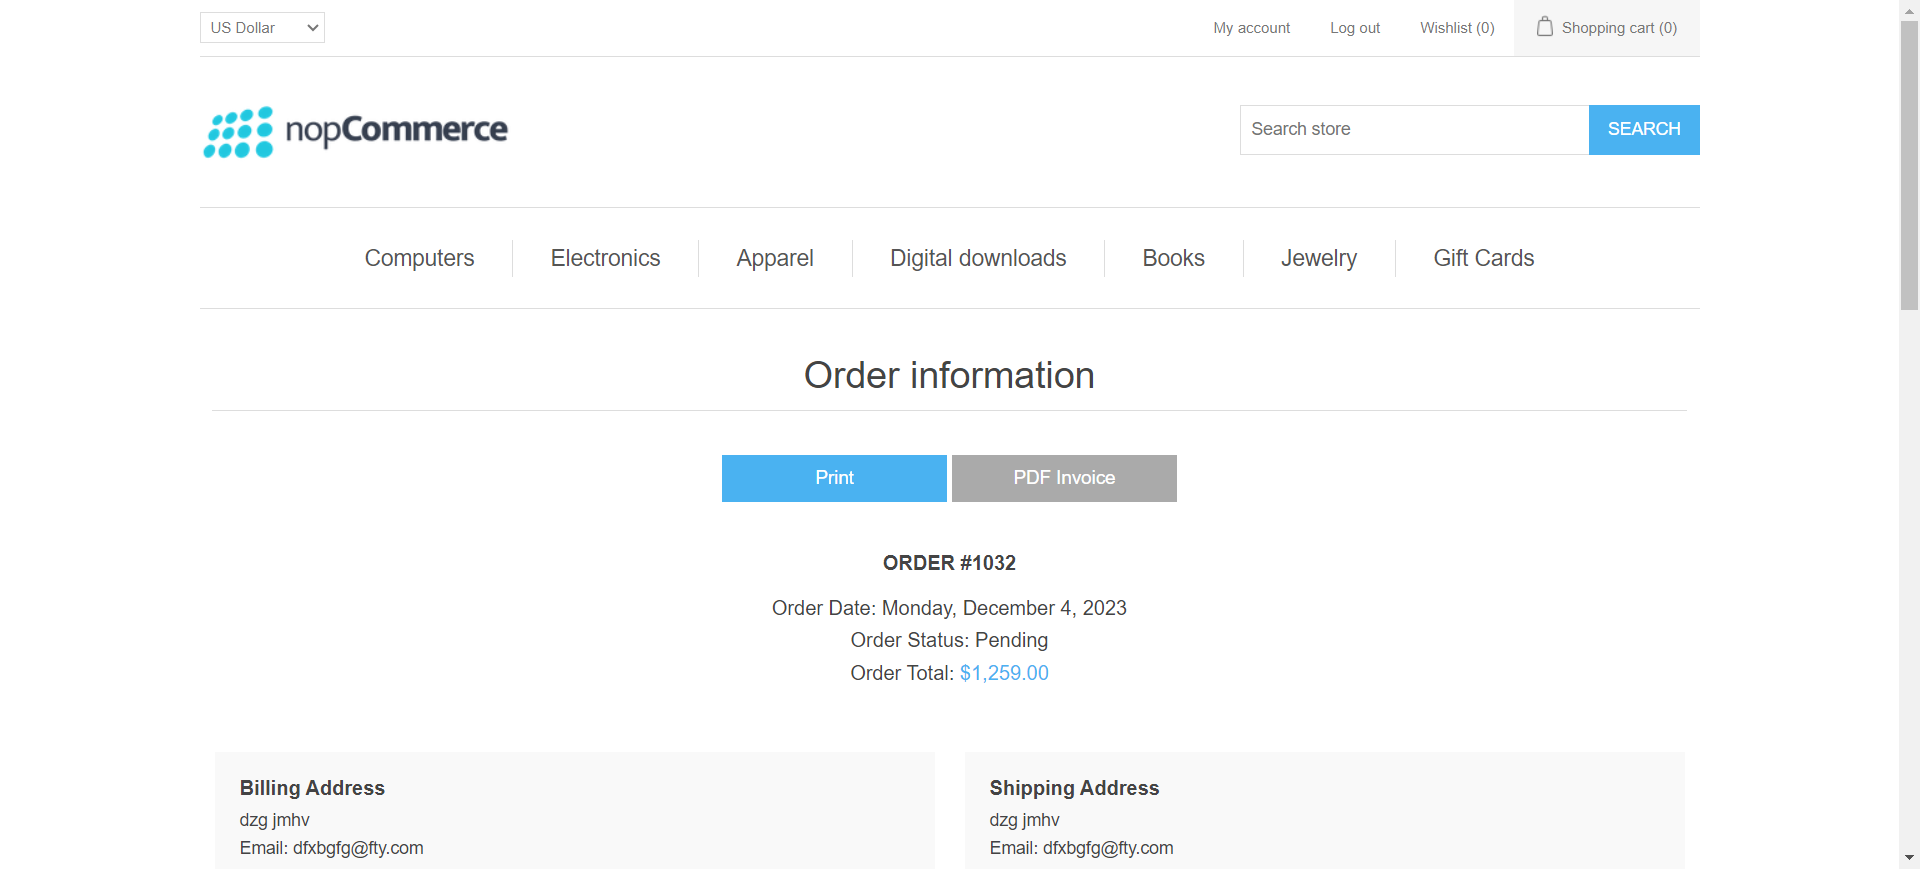 US Dollar
My account
Log out
Wishlist (0)
Shopping cart (0)
nopCommerce
Search store
SEARCH
Computers
Electronics
Apparel
Digital downloads
Books
Jewelry
Gift Cards
Order information
Print
PDF Invoice
ORDER #1032
Order Date: Monday, December 4, 2023
Order Status: Pending
Order Total: $1,259.00
Billing Address
dzg jmhv
Email: dfxbgfg@fty.com
Shipping Address
dzg jmhv
Email: dfxbgfg@fty.com